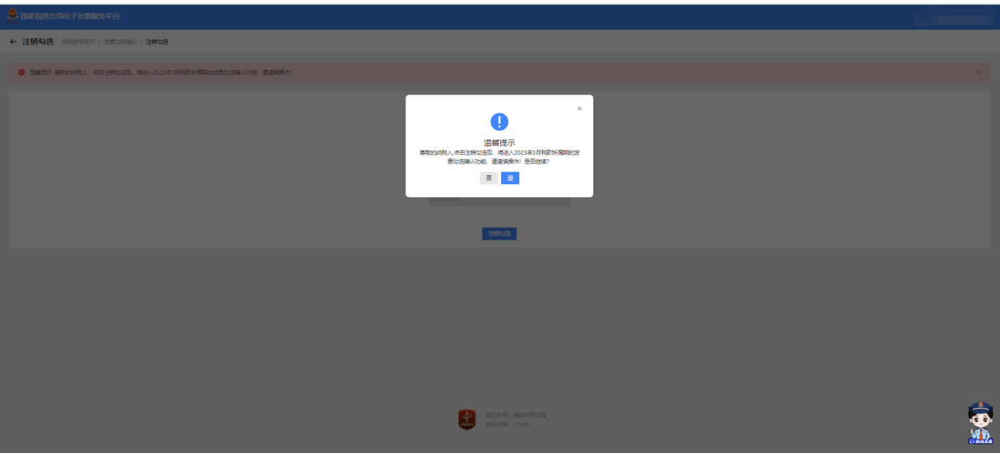 国家税务总局电子发票服务平台
← 注销勾选 税务数字账户 > 发票勾选确认 > 注销勾选
温馨提示: 尊敬的纳税人，点击注销勾选后，将进入2023年3月税款所属期的发票勾选确认功能，请谨慎操作!
×
×
温馨提示
尊敬的纳税人,点击注销勾选后，将进入2023年3月税款所属期的发
票勾选确认功能，请谨慎操作！是否继续?
否 是
注销勾选
版权所有：国家税务总局
服务电话：12366